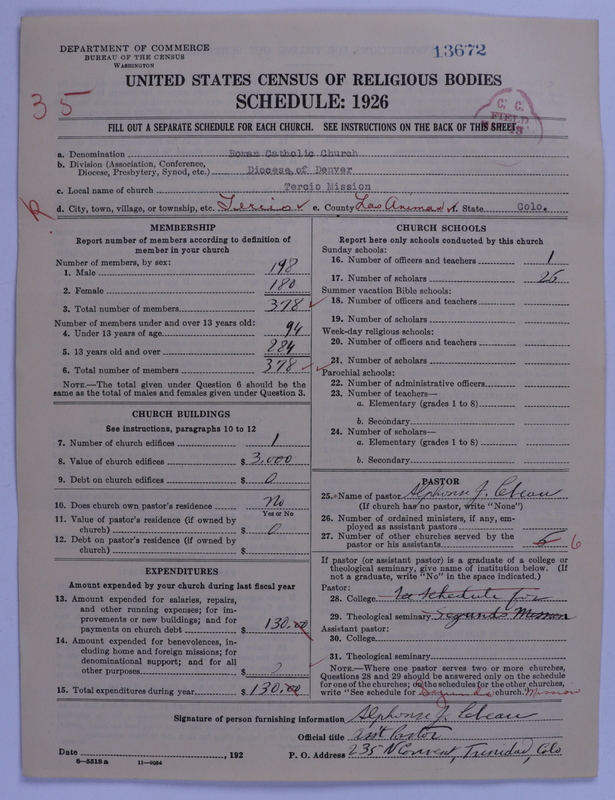 DEPARTMENT OF COMMERCE
BUREAU OF THE CENSUS
WASHINGTON
13672
UNITED STATES CENSUS OF RELIGIOUS BODIES
SCHEDULE: 1926
35
C. C.
FIELD
FILL OUT A SEPARATE SCHEDULE FOR EACH CHURCH. SEE INSTRUCTIONS ON THE BACK OF THIS SHEET
a. Denomination Roman Catholic Church
b. Division (Association, Conference, Diocese, Presbytery, Synod, etc.) Diocese of Denver
c. Local name of church Tercio Mission
R d. City, town, village, or township, etc. Tercio ✓ e. County Las Animas ✓ f. State Colo.
MEMBERSHIP
Report number of members according to definition of
member in your church
Number of members, by sex:
1. Male 198
2. Female 180
3. Total number of members 378 ✓
Number of members under and over 13 years old:
4. Under 13 years of age 94
5. 13 years old and over 284
6. Total number of members 378 ✓
NOTE.—The total given under Question 6 should be the
same as the total of males and females given under Question 3.
CHURCH BUILDINGS
See instructions, paragraphs 10 to 12
7. Number of church edifices 1
8. Value of church edifices $ 3,000
9. Debt on church edifices $ 0
10. Does church own pastor's residence no
Yes or No
11. Value of pastor's residence (if owned by
church) $ 0
12. Debt on pastor's residence (if owned by
church) $
EXPENDITURES
Amount expended by your church during last fiscal year
13. Amount expended for salaries, repairs,
and other running expenses; for im-
provements or new buildings; and for
payments on church debt $ 130.00
14. Amount expended for benevolences, in-
cluding home and foreign missions; for
denominational support; and for all
other purposes $
15. Total expenditures during year $ 130.00
CHURCH SCHOOLS
Report here only schools conducted by this church
Sunday schools:
16. Number of officers and teachers 1
17. Number of scholars 26
Summer vacation Bible schools:
18. Number of officers and teachers
19. Number of scholars
Week-day religious schools:
20. Number of officers and teachers
21. Number of scholars
Parochial schools:
22. Number of administrative officers
23. Number of teachers—
a. Elementary (grades 1 to 8)
b. Secondary
24. Number of scholars—
a. Elementary (grades 1 to 8)
b. Secondary
PASTOR
25. Name of pastor Alphonse J.
(If church has no pastor, write "None")
26. Number of ordained ministers, if any, em-
ployed as assistant pastors
27. Number of other churches served by the
pastor or his assistants 6
If pastor (or assistant pastor) is a graduate of a college or
theological seminary, give name of institution below. (If
not a graduate, write "No" in the space indicated.)
Pastor:
28. College schedule for
29. Theological seminary Segundo Mission
Assistant pastor:
30. College
31. Theological seminary
NOTE.—Where one pastor serves two or more churches,
Questions 28 and 29 should be answered only on the schedule
for one of the churches; on the schedules for the other churches,
write "See schedule for Segundo church." Mission
Signature of person furnishing information Alphonse J.
Official title asst Pastor
Date , 192 P. O. Address 235 N Convent, Trinidad, Colo
8—5518a 11—9034